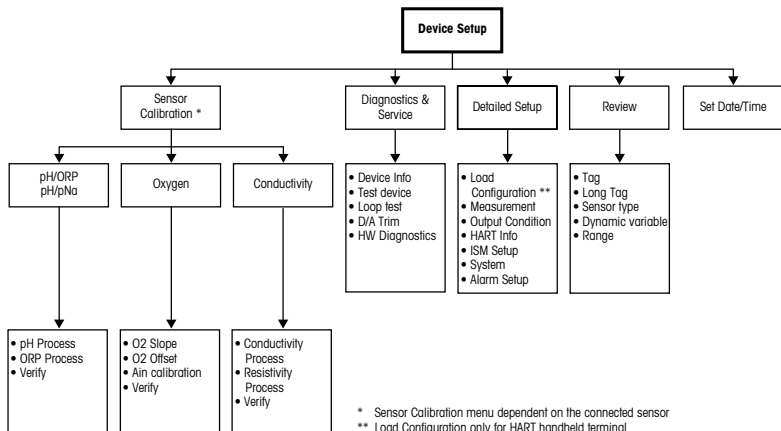 Device Setup
Sensor
Calibration *
Diagnostics &
Service
Detailed Setup
Review
Set Date/Time
pH/ORP
pH/pNa
Oxygen
Conductivity
• Device Info
• Test device
• Loop test
• D/A Trim
• HW Diagnostics
• Load
Configuration **
• Measurement
• Output Condition
• HART Info
• ISM Setup
• System
• Alarm Setup
• Tag
• Long Tag
• Sensor type
• Dynamic variable
• Range
• pH Process
• ORP Process
• Verify
• O2 Slope
• O2 Offset
• Ain calibration
• Verify
• Conductivity
Process
• Resistivity
Process
• Verify
* Sensor Calibration menu dependent on the connected sensor
** Load Configuration only for HART handheld terminal